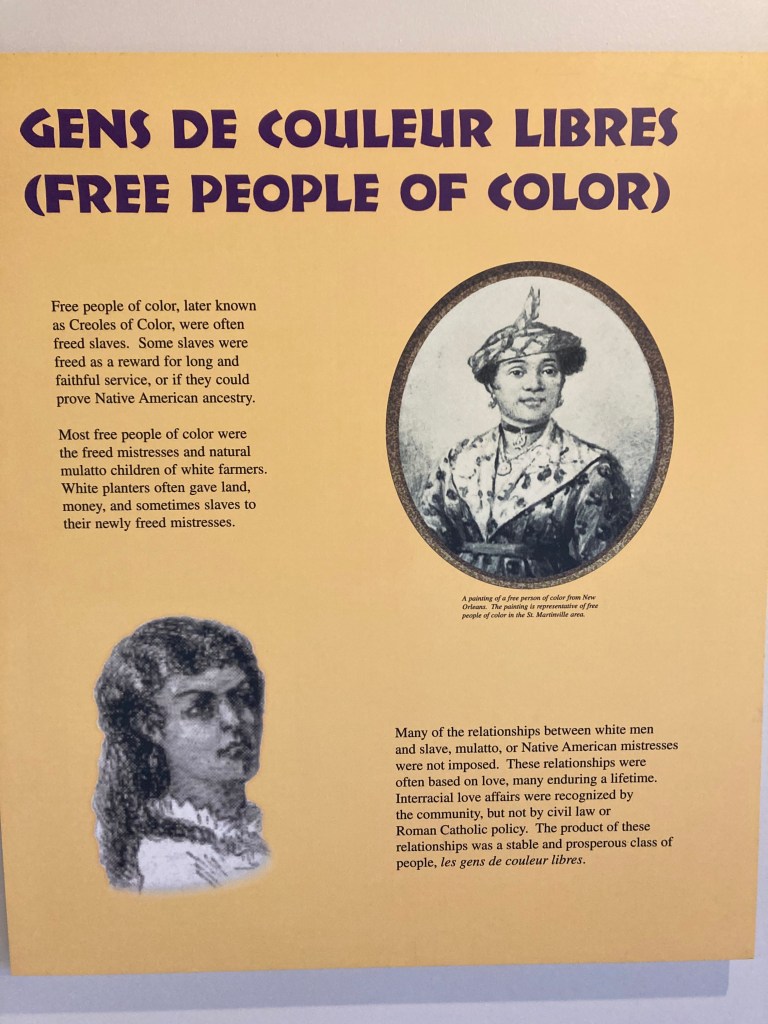 GENS DE COULEUR LIBRES
(FREE PEOPLE OF COLOR)
Free people of color, later known
as Creoles of Color, were often
freed slaves. Some slaves were
freed as a reward for long and
faithful service, or if they could
prove Native American ancestry.
Most free people of color were
the freed mistresses and natural
mulatto children of white farmers.
White planters often gave land,
money, and sometimes slaves to
their newly freed mistresses.
A painting of a free person of color from New
Orleans. The painting is representative of free
people of color in the St. Martinville area.
Many of the relationships between white men
and slave, mulatto, or Native American mistresses
were not imposed. These relationships were
often based on love, many enduring a lifetime.
Interracial love affairs were recognized by
the community, but not by civil law or
Roman Catholic policy. The product of these
relationships was a stable and prosperous class of
people, les gens de couleur libres.